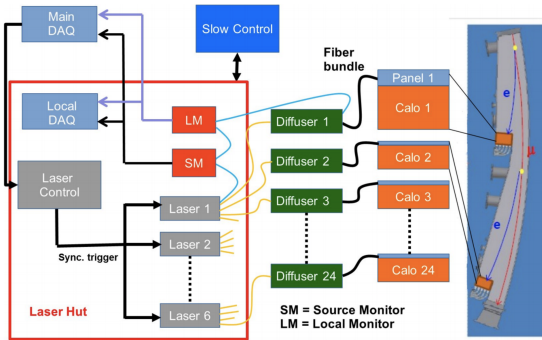 Main
DAQ
Slow Control
Fiber
bundle
Panel 1
Calo 1
Local
DAQ
LM
SM
Diffuser 1
Diffuser 2
Calo 2
Laser
Control
Laser 1
Diffuser 3
Calo 3
Laser 2
Sync. trigger
Diffuser 24
Calo 24
Laser Hut
Laser 6
SM = Source Monitor
LM = Local Monitor
e
μ
e